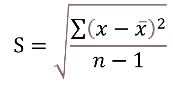 S = √(∑(x − x̄)² / (n − 1))